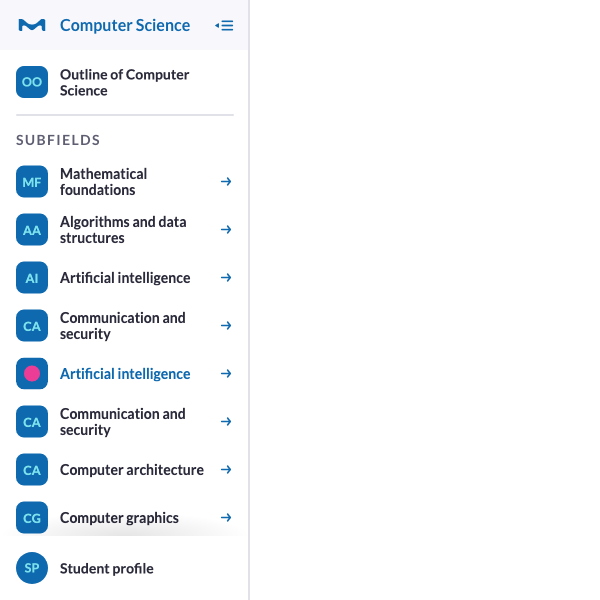 Computer Science
OO
Outline of Computer
Science
SUBFIELDS
MF
Mathematical
foundations
AA
Algorithms and data
structures
AI
Artificial intelligence
CA
Communication and
security
Artificial intelligence
CA
Communication and
security
CA
Computer architecture
CG
Computer graphics
SP
Student profile